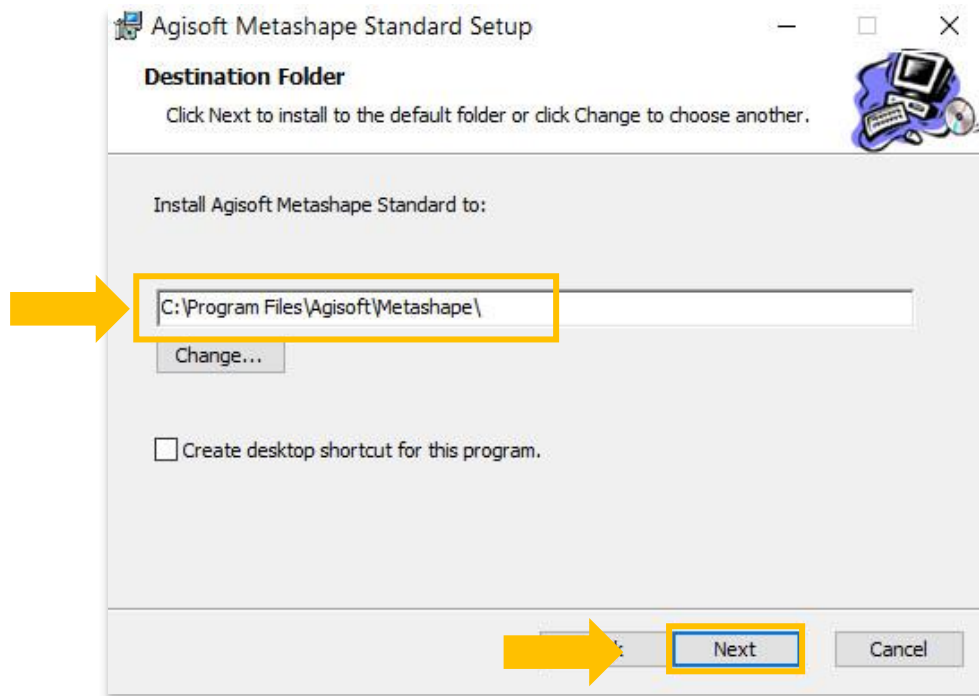 Agisoft Metashape Standard Setup
Destination Folder
Click Next to install to the default folder or click Change to choose another.
Install Agisoft Metashape Standard to:
C:\Program Files\Agisoft\Metashape\
Change...
Create desktop shortcut for this program.
Next
Cancel